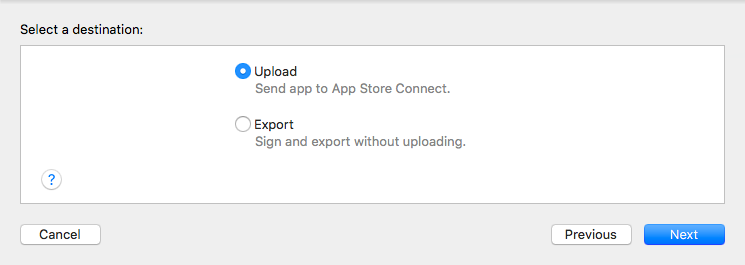 Select a destination:
Upload
Send app to App Store Connect.
Export
Sign and export without uploading.
?
Cancel
Previous
Next